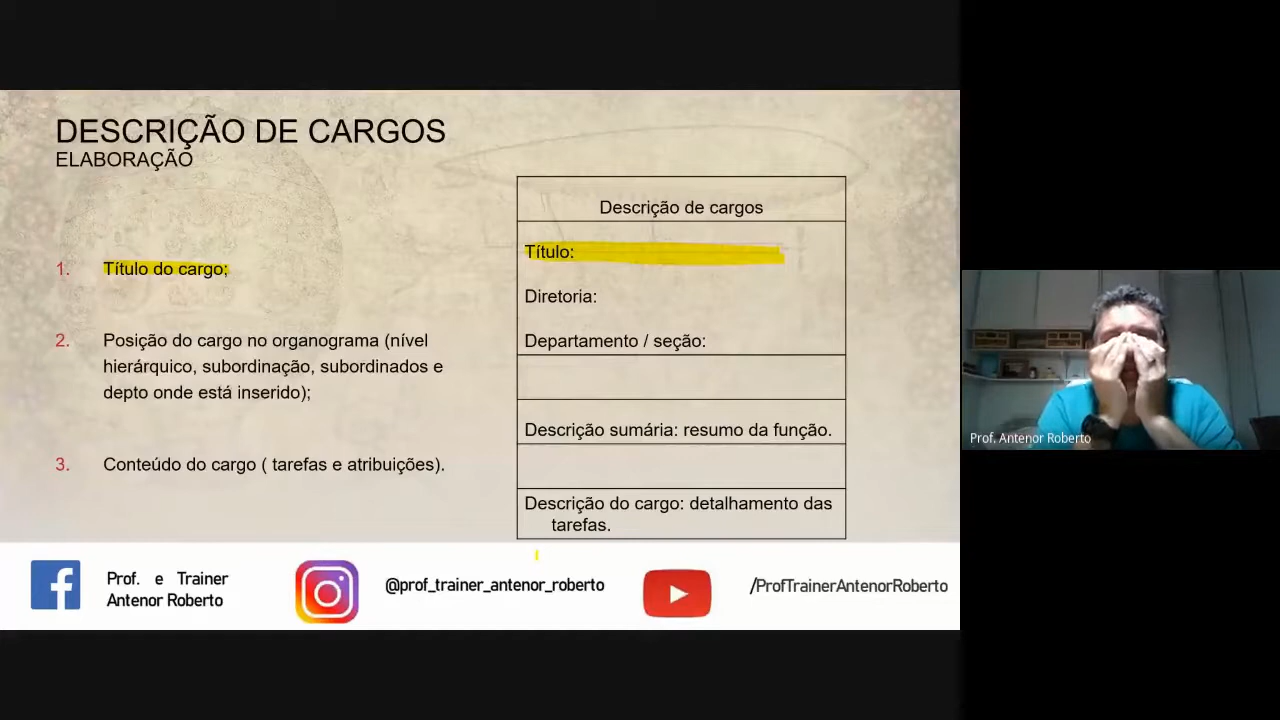 DESCRIÇÃO DE CARGOS
ELABORAÇÃO
1. Título do cargo;
2. Posição do cargo no organograma (nível
hierárquico, subordinação, subordinados e
depto onde está inserido);
3. Conteúdo do cargo ( tarefas e atribuições).
Descrição de cargos
Título:
Diretoria:
Departamento / seção:
Descrição sumária: resumo da função.
Descrição do cargo: detalhamento das
tarefas.
Prof. e Trainer
Antenor Roberto
@prof_trainer_antenor_roberto
/ProfTrainerAntenorRoberto
Prof. Antenor Roberto